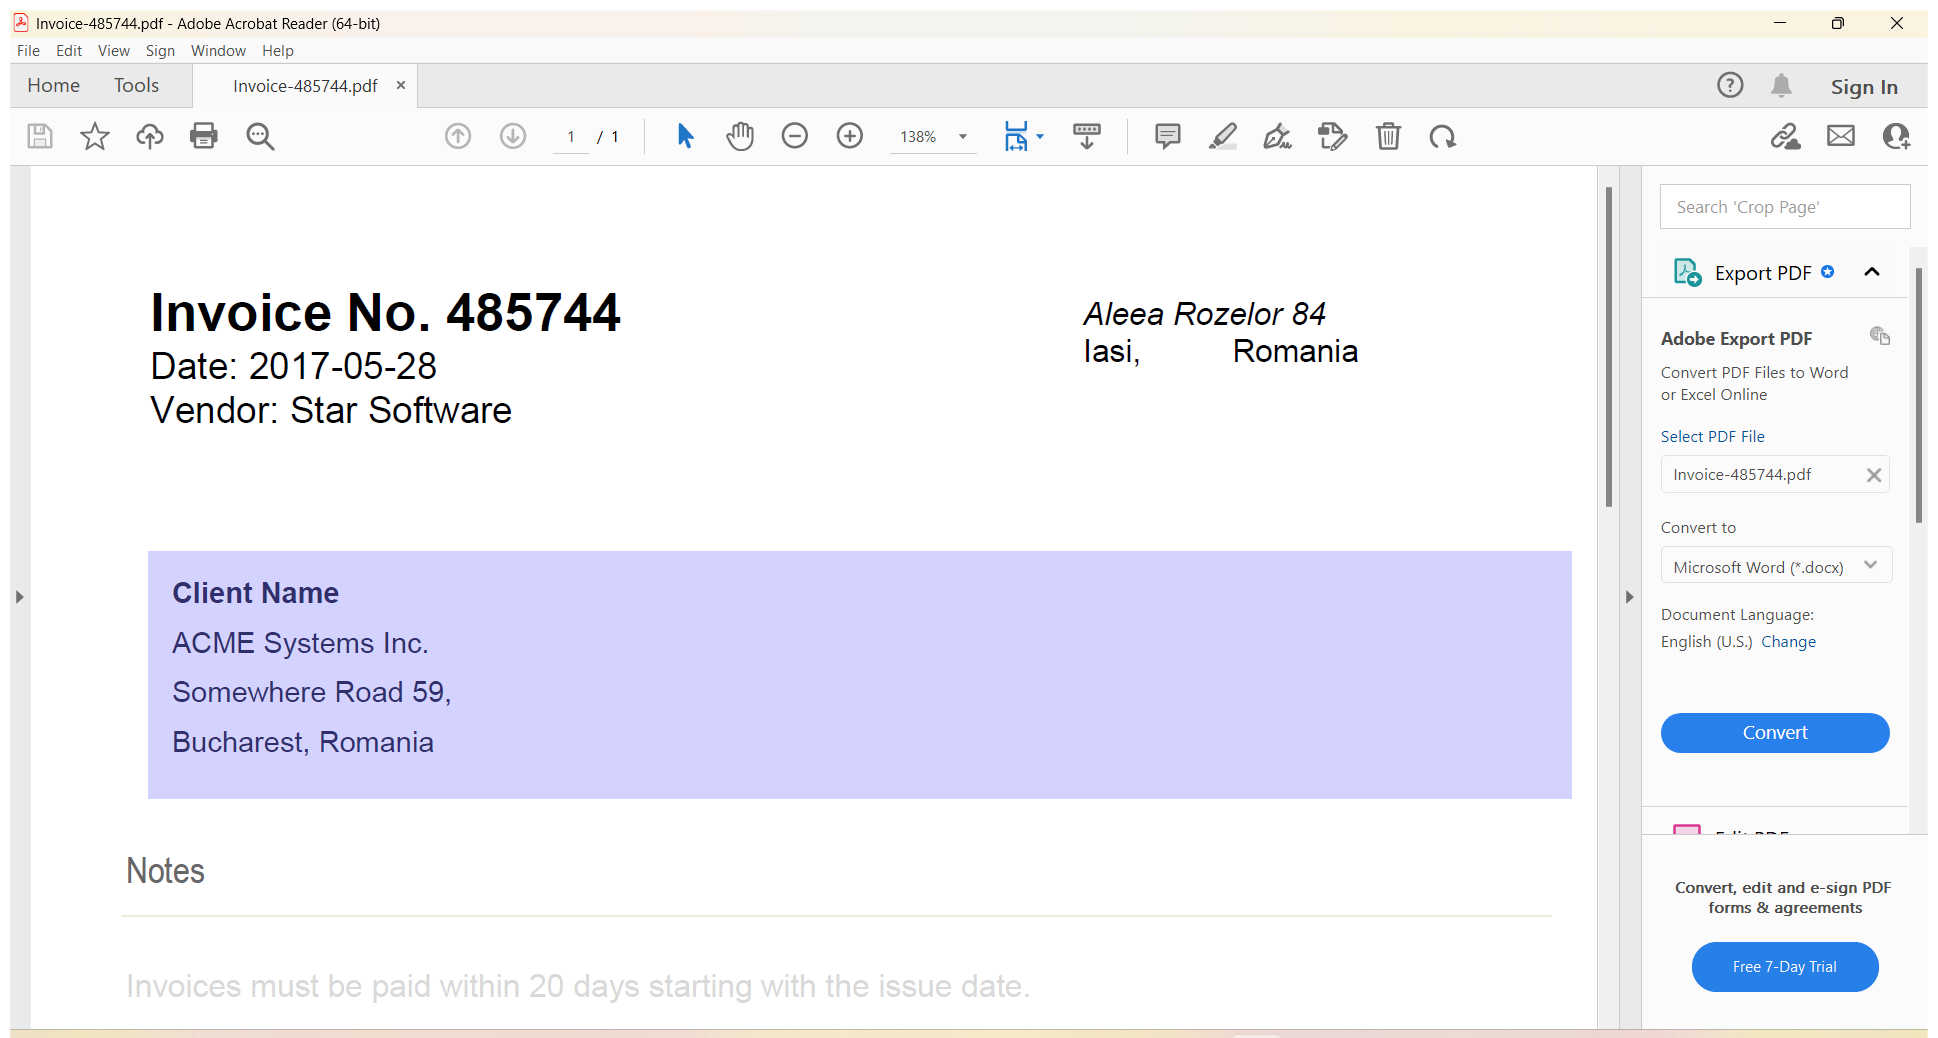 Invoice-485744.pdf - Adobe Acrobat Reader (64-bit)
File Edit View Sign Window Help
Home Tools Invoice-485744.pdf × Sign In
1 / 1 138%
Search 'Crop Page'
Export PDF
Invoice No. 485744
Date: 2017-05-28
Vendor: Star Software
Aleea Rozelor 84
Iasi, Romania
Client Name
ACME Systems Inc.
Somewhere Road 59,
Bucharest, Romania
Notes
Invoices must be paid within 20 days starting with the issue date.
Adobe Export PDF
Convert PDF Files to Word
or Excel Online
Select PDF File
Invoice-485744.pdf
Convert to
Microsoft Word (*.docx)
Document Language:
English (U.S.) Change
Convert
Edit PDF
Convert, edit and e-sign PDF
forms & agreements
Free 7-Day Trial